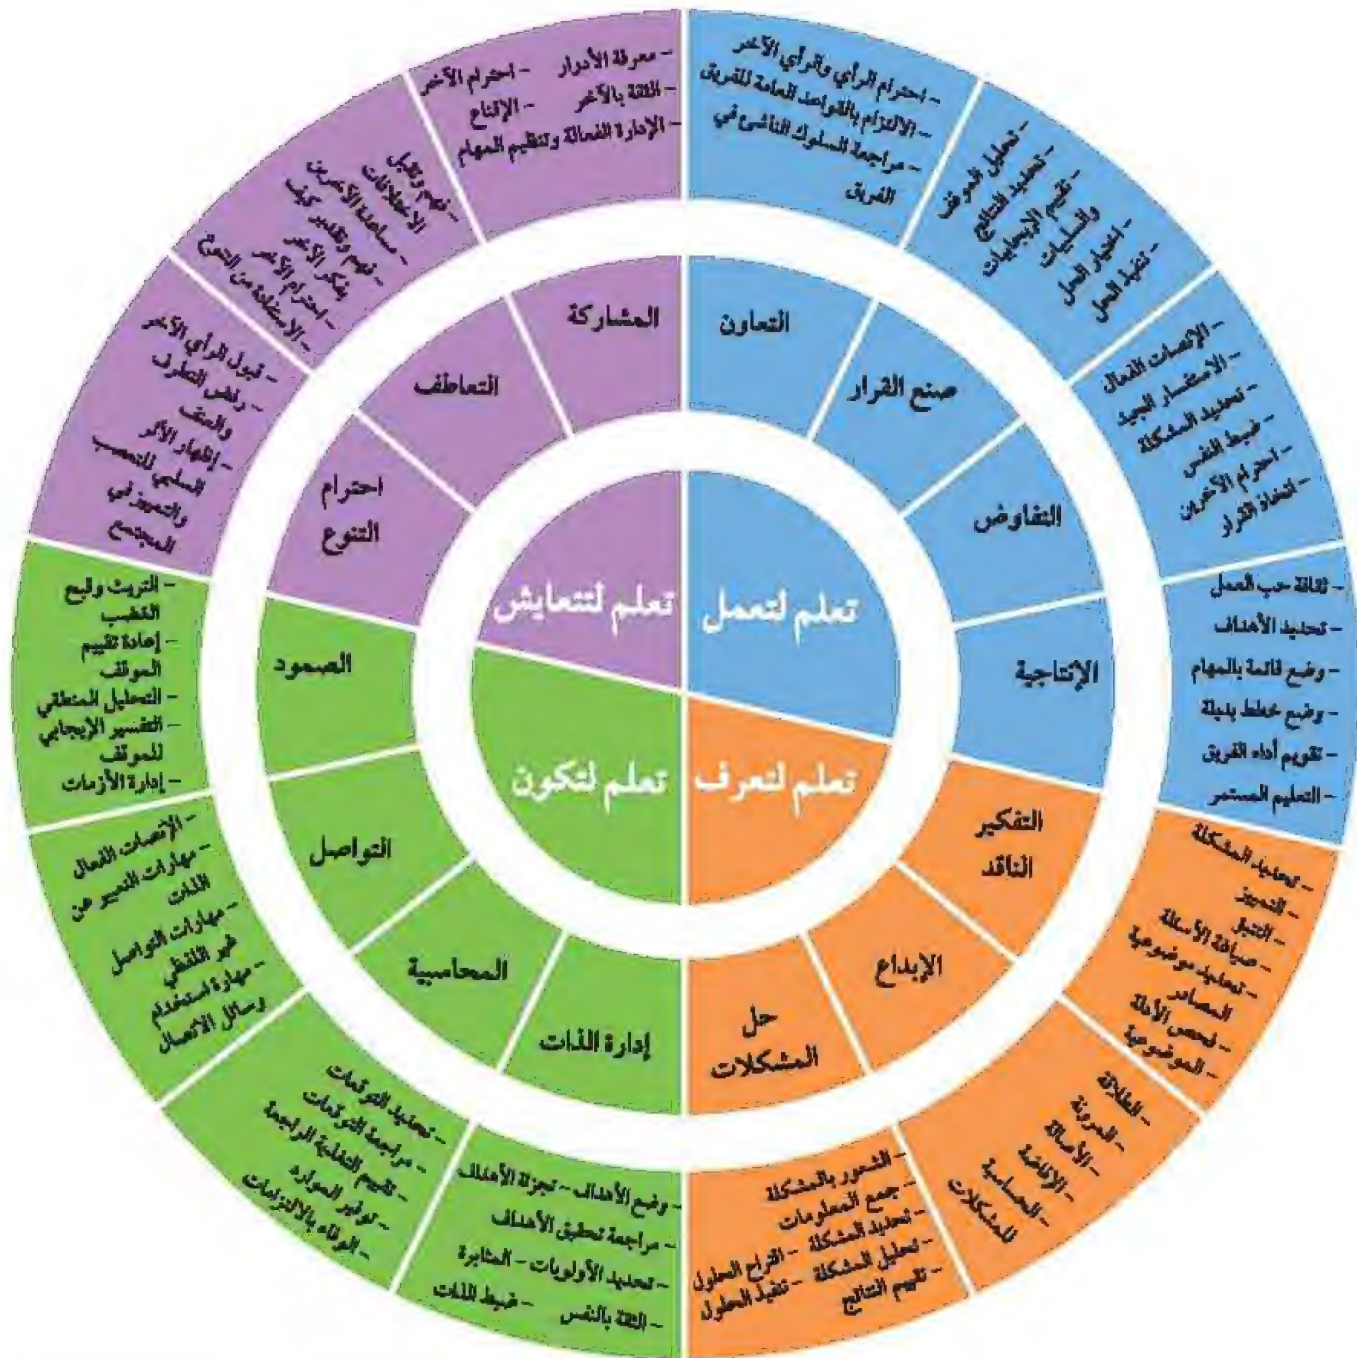 تعلم لتعمل
تعلم لتعرف
تعلم لتكون
تعلم لتتعايش
التعاون
صنع القرار
التفاوض
الإنتاجية
التفكير
الناقد
الإبداع
حل
المشكلات
إدارة الذات
المحاسبية
التواصل
الصمود
احترام
التنوع
التعاطف
المشاركة
– احترام الرأي والرأي الآخر
– الالتزام بالقواعد العامة للفريق
– مراجعة السلوك الناشئ في
الفريق
– تحليل الموقف
– تحديد النتائج
الإيجابيات
– اختيار الحل
– تنفيذ الحل
– الإنصات الفعال
– الاستفسار الجيد
– تحديد المشكلة
– ضبط النفس
– احترام الآخرين
– اتخاذ القرار
– ثقافة حب العمل
– تحديد الأهداف
– وضع قائمة بالمهام
– وضع خطط بديلة
– تقويم أداء الفريق
– التعليم المستمر
– تحديد المشكلة
– التمييز
– التنبل
– صياقة الأسئلة
– تحديد موضوعية
المصادر
– فحص الأدلة
– الموضوعية
– الطلاقة
– المرونة
– الأصالة
– الإفاضة
– الحساسية
للمشكلات
– الشعور بالمشكلة
– جمع المعلومات
– تحديد المشكلة – اقتراح الحلول
– تحليل المشكلة – تنفيذ الحلول
– تقييم النتائج
– وضع الأهداف – تجزئة الأهداف
– مراجعة تحقيق الأهداف
– تحديد الأولويات – المثابرة
– الثقة بالنفس – ضبط الذات
– تحديد التوقعات
– مراجعة التوقعات
– تقييم التغذية الراجعة
– توفير الموارد
– الوفاء بالالتزامات
– الإنصات الفعال
– مهارات التعبير عن
الذات
– مهارات التواصل
غير اللفظي
– مهارة استخدام
وسائل الاتصال
– التريث وقبح
الغضب
– إعادة تقييم
الموقف
– التحليل المنطقي
– التفسير الإيجابي
للموقف
– إدارة الأزمات
– قبول الرأي الآخر
– رفض التطرف
والعنف
– إظهار الأثر
السلبي للتعصب
والتمييز في
المجتمع
– فهم وتقبل
الاختلافات
– مساعدة الآخرين
– فهم وتقدير كيف
يفكر الآخر
– احترام الآخر
– الاستفادة من التنوع
– معرفة الأدوار – احترام الآخر
– الثقة بالآخر – الإقناع
– الإدارة الفعالة وتنظيم المهام